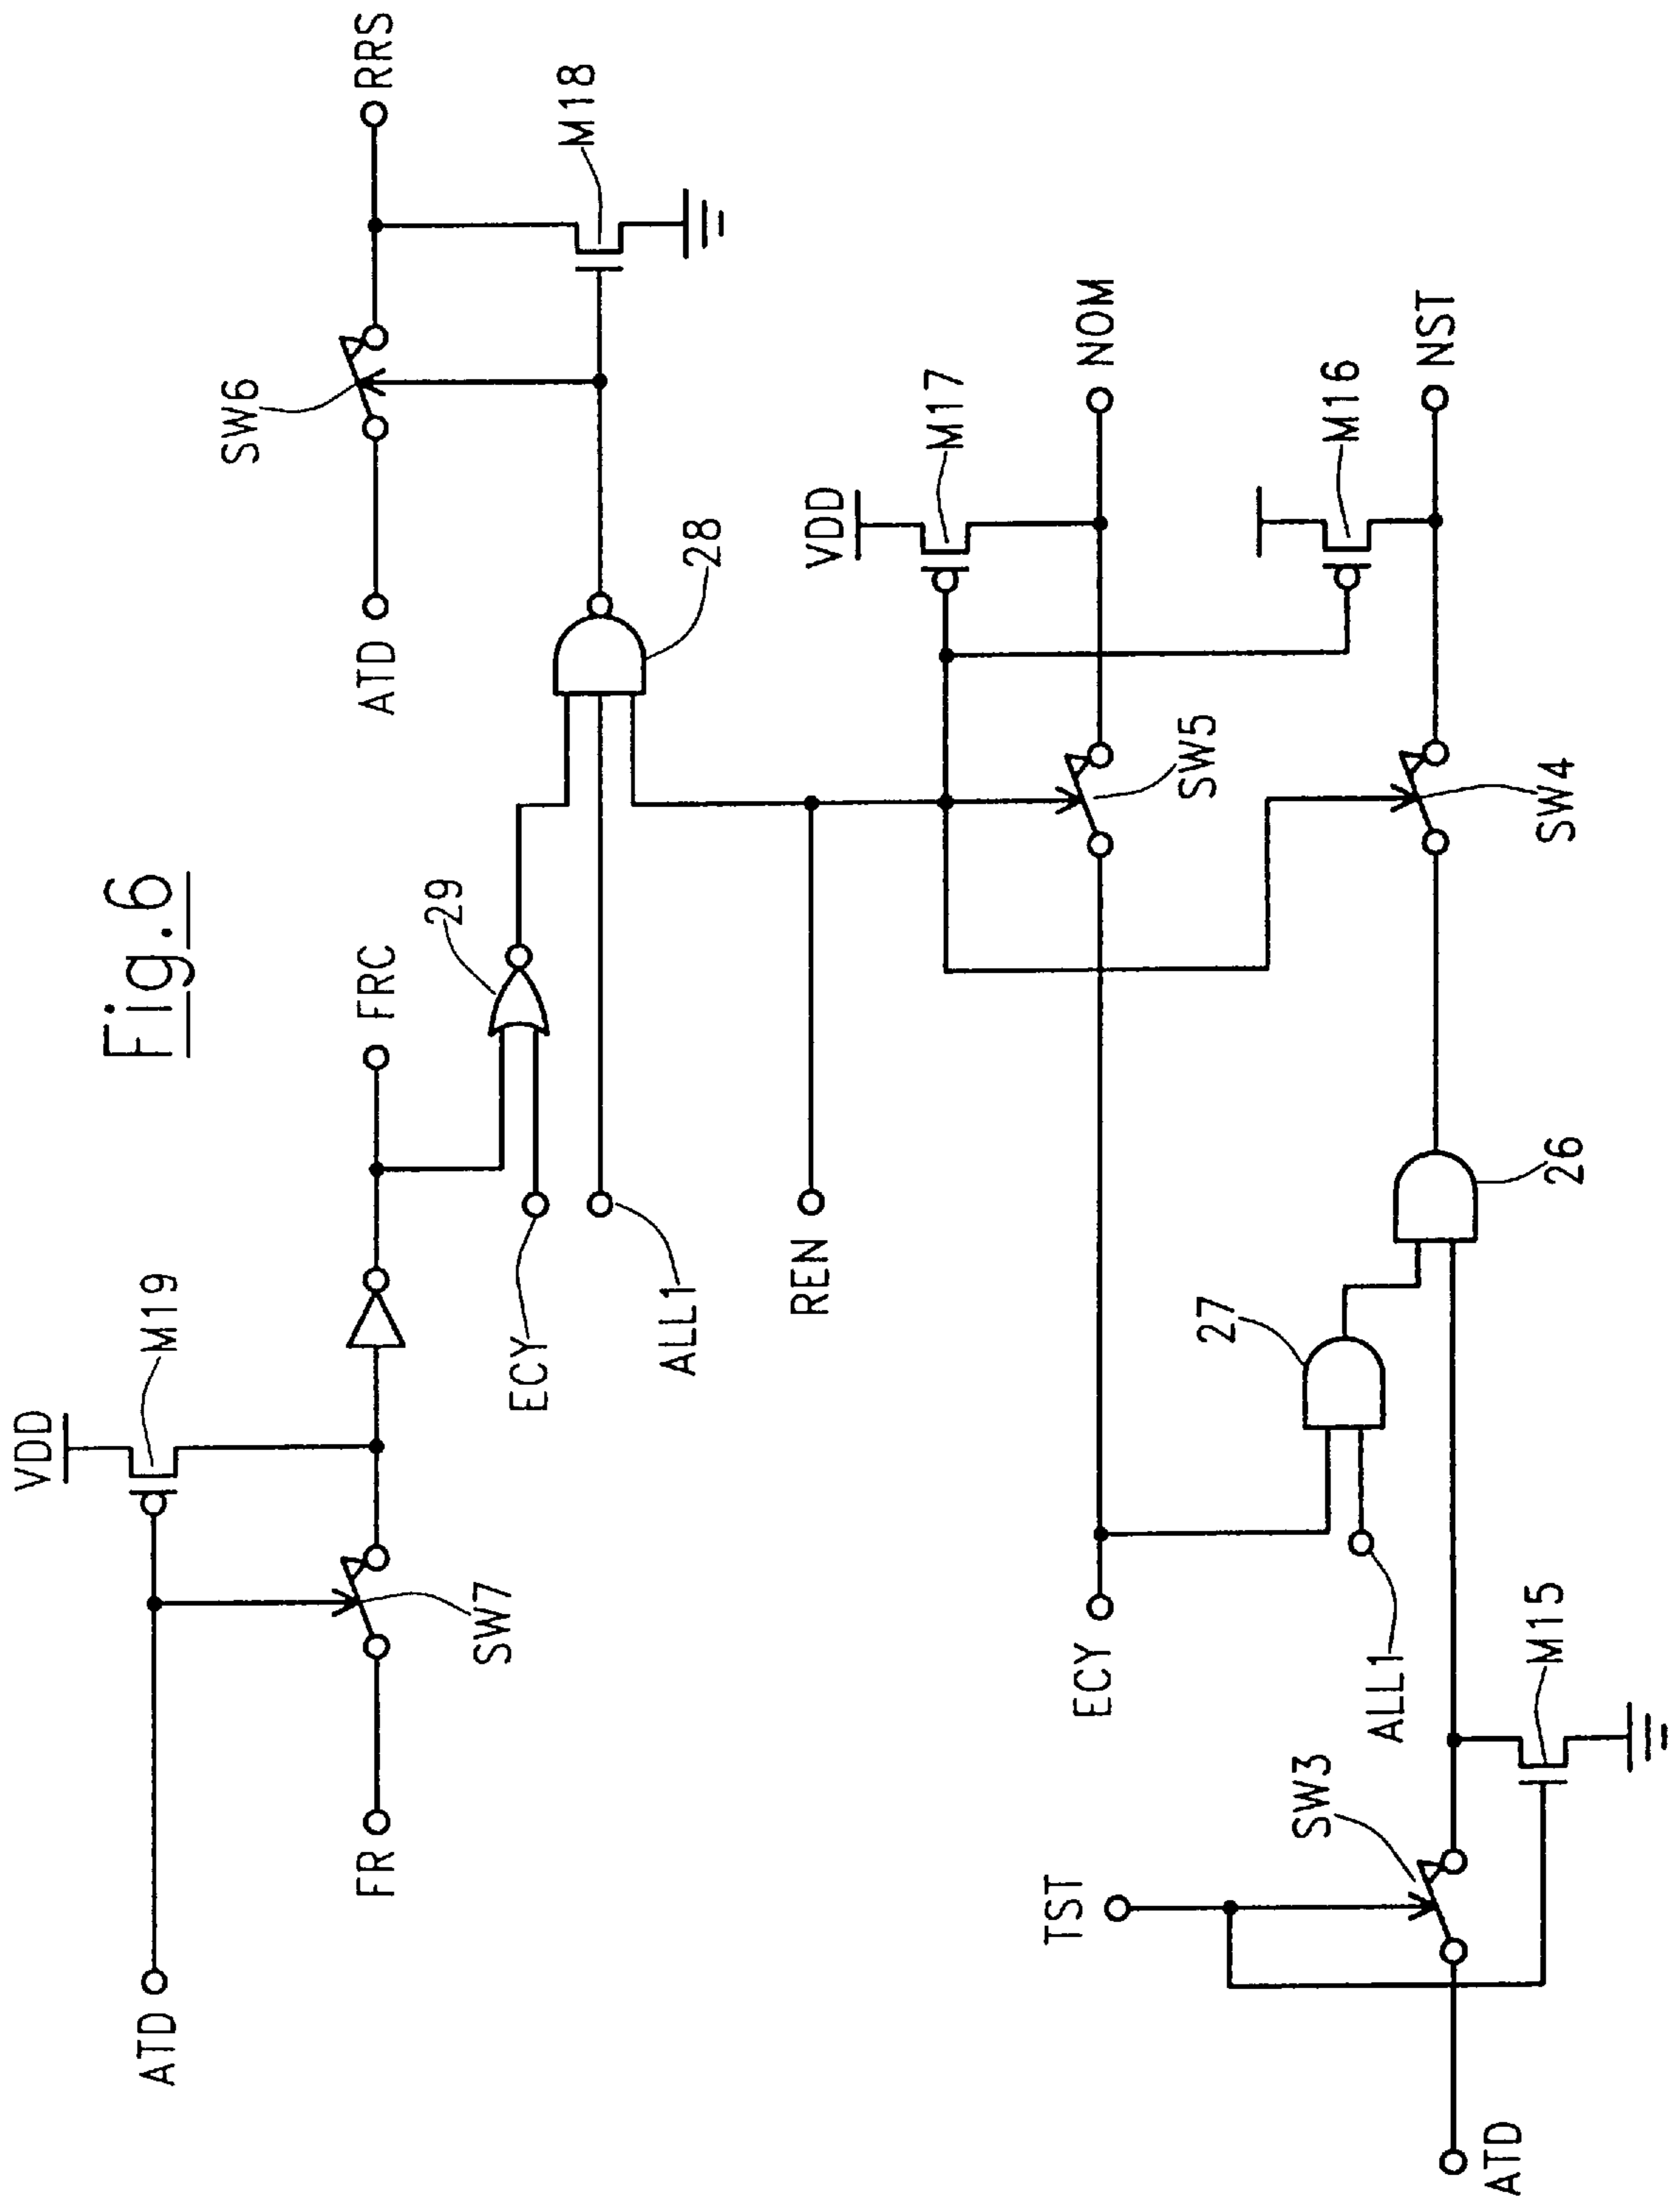 Fig.6
VDD
M19
ATD
SW7
FR
FRC
29
ECY
ALL1
REN
28
ATD
SW6
RRS
M18
VDD
M17
NOM
SW5
M16
NST
SW4
ECY
ALL1
27
26
TST
SW3
M15
ATD